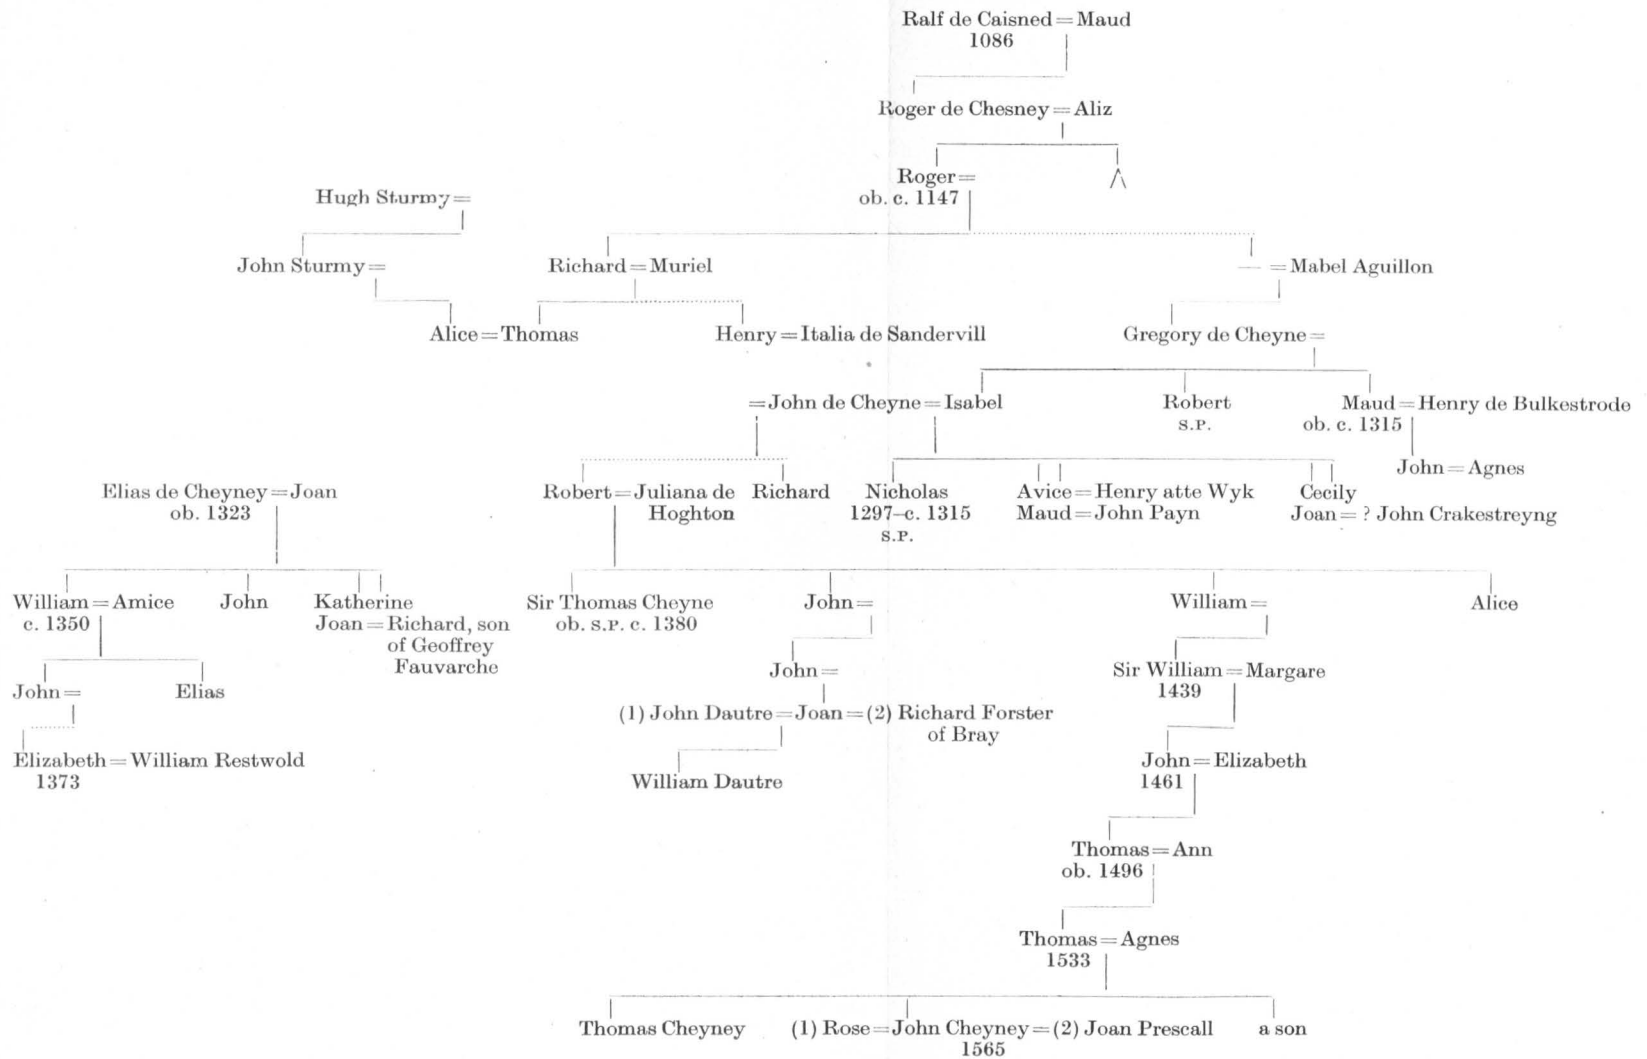 Ralf de Caisned = Maud
1086
Roger de Chesney = Aliz
Roger =
ob. c. 1147
Hugh Sturmy =
John Sturmy =
Richard = Muriel
— = Mabel Aguillon
Alice = Thomas
Henry = Italia de Sandervill
Gregory de Cheyne =
= John de Cheyne = Isabel
Robert
S.P.
Maud = Henry de Bulkestrode
ob. c. 1315
John = Agnes
Elias de Cheyney = Joan
ob. 1323
Robert = Juliana de
Hoghton
Richard
Nicholas
1297–c. 1315
S.P.
Avice = Henry atte Wyk
Maud = John Payn
Cecily
Joan = ? John Crakestreyng
William = Amice
c. 1350
John
Katherine
Joan = Richard, son
of Geoffrey
Fauvarche
Sir Thomas Cheyne
ob. S.P. c. 1380
John =
William =
Alice
John =
Elias
John =
Sir William = Margare
1439
(1) John Dautre = Joan = (2) Richard Forster
of Bray
Elizabeth = William Restwold
1373
William Dautre
John = Elizabeth
1461
Thomas = Ann
ob. 1496
Thomas = Agnes
1533
Thomas Cheyney
(1) Rose = John Cheyney = (2) Joan Prescall
1565
a son